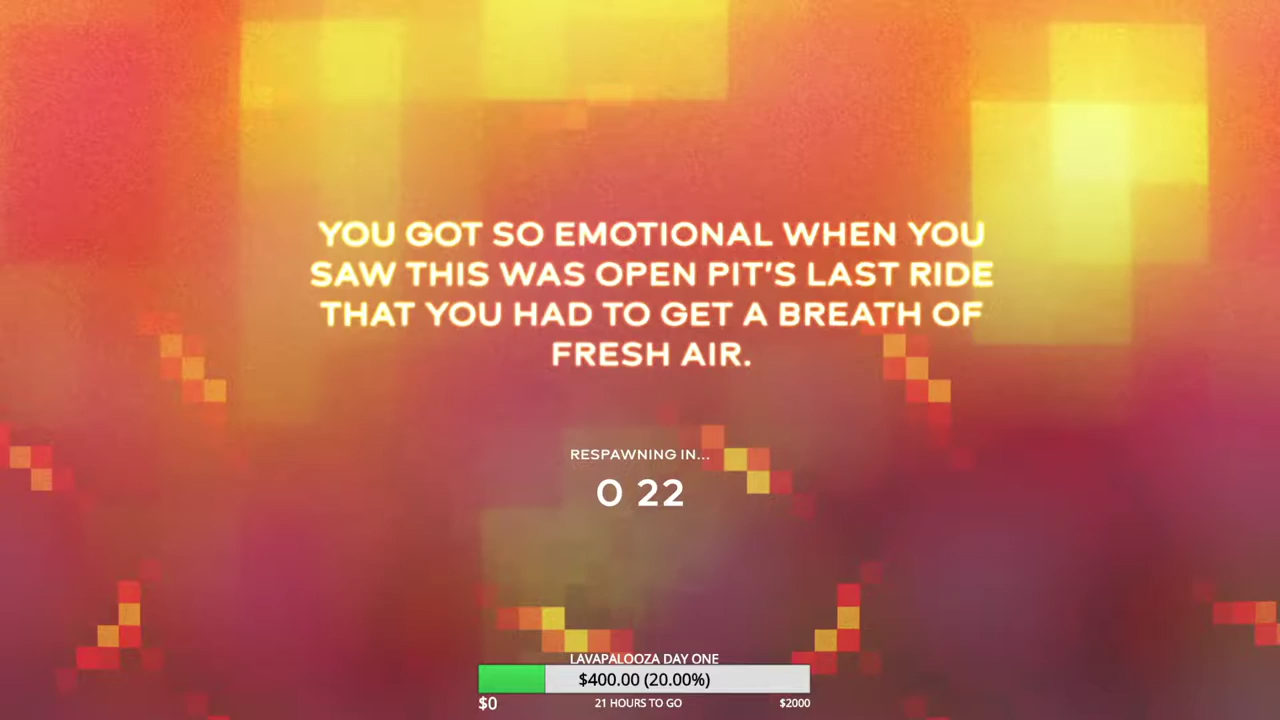 YOU GOT SO EMOTIONAL WHEN YOU
SAW THIS WAS OPEN PIT'S LAST RIDE
THAT YOU HAD TO GET A BREATH OF
FRESH AIR.
RESPAWNING IN...
0 22
LAVAPALOOZA DAY ONE
$400.00 (20.00%)
$0 21 HOURS TO GO $2000